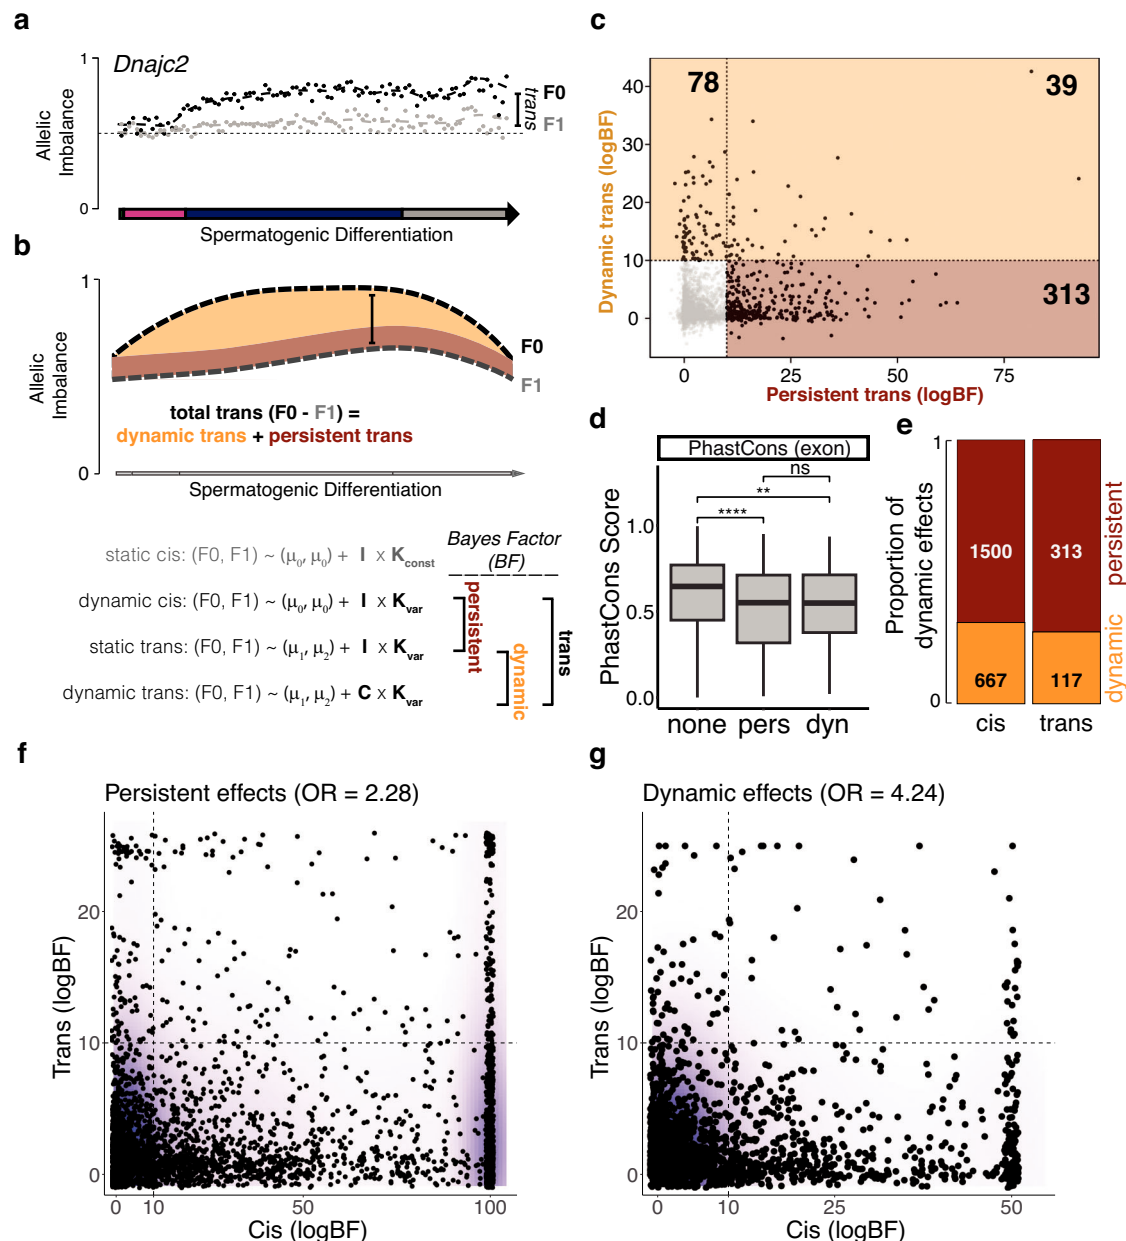 a
1
Dnajc2
Allelic
Imbalance
F0
trans
F1
0
Spermatogenic Differentiation
b
1
Allelic
Imbalance
F0
F1
total trans (F0 - F1) =
dynamic trans + persistent trans
0
Spermatogenic Differentiation
Bayes Factor
(BF)
static cis: (F0, F1) ~ (μ0, μ0) + I x Kconst
dynamic cis: (F0, F1) ~ (μ0, μ0) + I x Kvar
static trans: (F0, F1) ~ (μ1, μ2) + I x Kvar
dynamic trans: (F0, F1) ~ (μ1, μ2) + C x Kvar
persistent
dynamic
trans
c
78
39
313
40
30
20
10
0
Dynamic trans (logBF)
0 25 50 75
Persistent trans (logBF)
d
PhastCons (exon)
ns
**
****
PhastCons Score
1.0
0.5
0.0
none pers dyn
e
1
0
Proportion of
dynamic effects
1500 313
667 117
persistent
dynamic
cis trans
f
Persistent effects (OR = 2.28)
Trans (logBF)
20
10
0
0 10 50 100
Cis (logBF)
g
Dynamic effects (OR = 4.24)
Trans (logBF)
20
10
0
0 10 25 50
Cis (logBF)